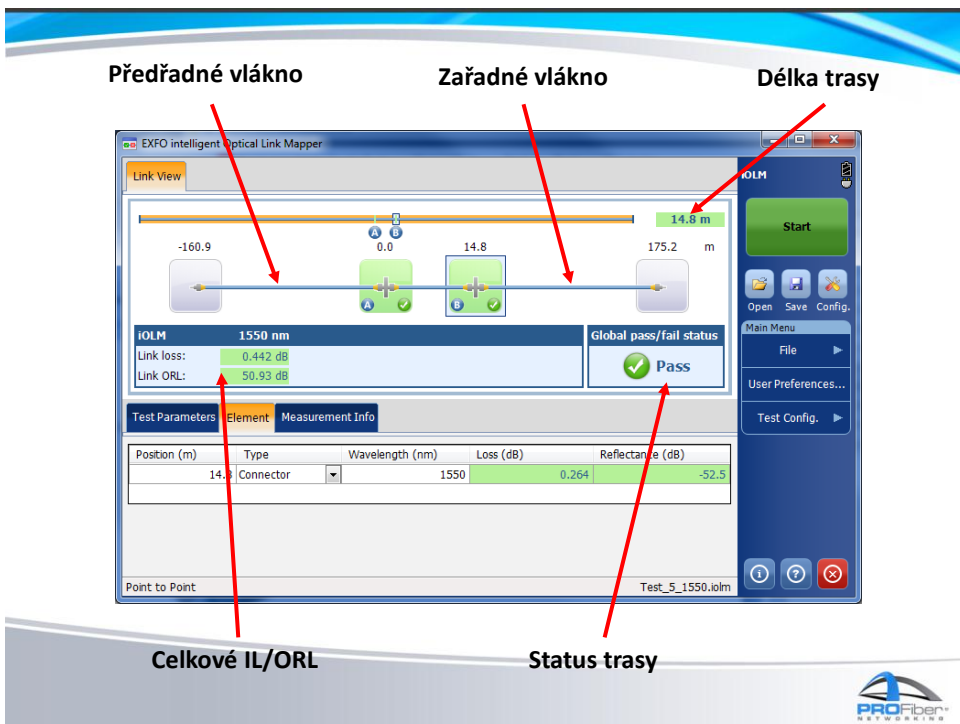 Předřadné vlákno Zařadné vlákno Délka trasy
EXFO intelligent Optical Link Mapper
Link View
iOLM
14.8 m
Start
A B
-160.9 0.0 14.8 175.2 m
A B
Open Save Config.
iOLM 1550 nm
Link loss: 0.442 dB
Link ORL: 50.93 dB
Global pass/fail status
Pass
Main Menu
File
User Preferences...
Test Config.
Test Parameters Element Measurement Info
Position (m) Type Wavelength (nm) Loss (dB) Reflectance (dB)
14.8 Connector 1550 0.264 -52.5
Point to Point Test_5_1550.iolm
Celkové IL/ORL Status trasy
PROFiber
NETWORKING